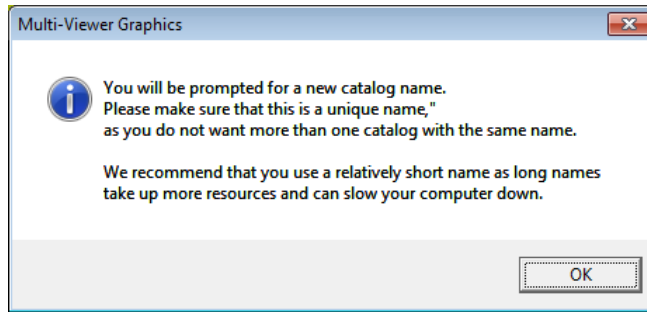 Multi-Viewer Graphics
You will be prompted for a new catalog name.
Please make sure that this is a unique name,"
as you do not want more than one catalog with the same name.
We recommend that you use a relatively short name as long names
take up more resources and can slow your computer down.
OK